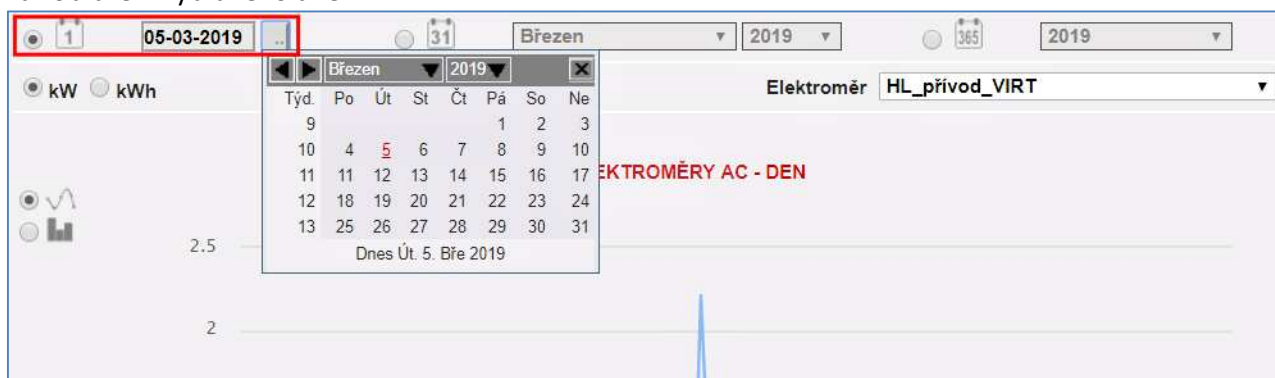 1 05-03-2019 .. 31 Březen 2019 365 2019
kW kWh Elektroměr HL_přívod_VIRT
Březen 2019
Týd. Po Út St Čt Pá So Ne
9 1 2 3
10 4 5 6 7 8 9 10
11 11 12 13 14 15 16 17
12 18 19 20 21 22 23 24
13 25 26 27 28 29 30 31
Dnes Út. 5. Bře 2019
EKTROMĚRY AC - DEN
2.5
2